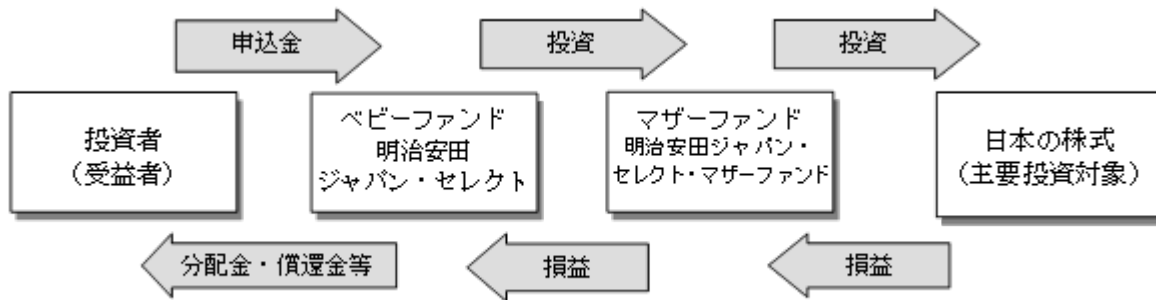 申込金
投資
投資
投資者
（受益者）
ベビーファンド
明治安田
ジャパン・セレクト
マザーファンド
明治安田ジャパン・
セレクト・マザーファンド
日本の株式
（主要投資対象）
分配金・償還金等
損益
損益